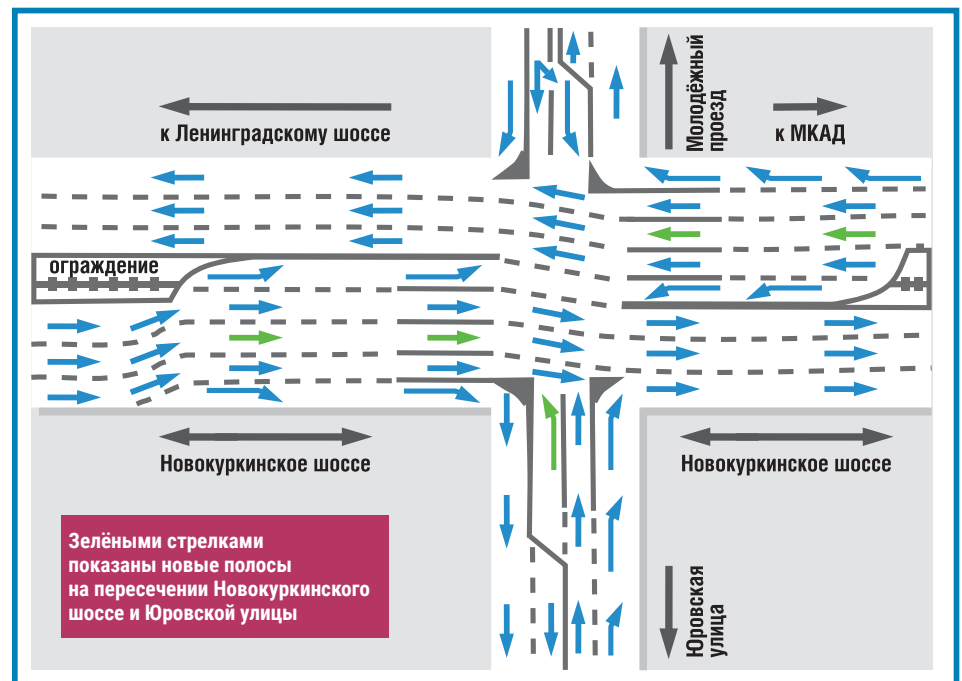 к Ленинградскому шоссе
Молодёжный
проезд
к МКАД
ограждение
Новокуркинское шоссе
Новокуркинское шоссе
Зелёными стрелками
показаны новые полосы
на пересечении Новокуркинского
шоссе и Юровской улицы
Юровская
улица